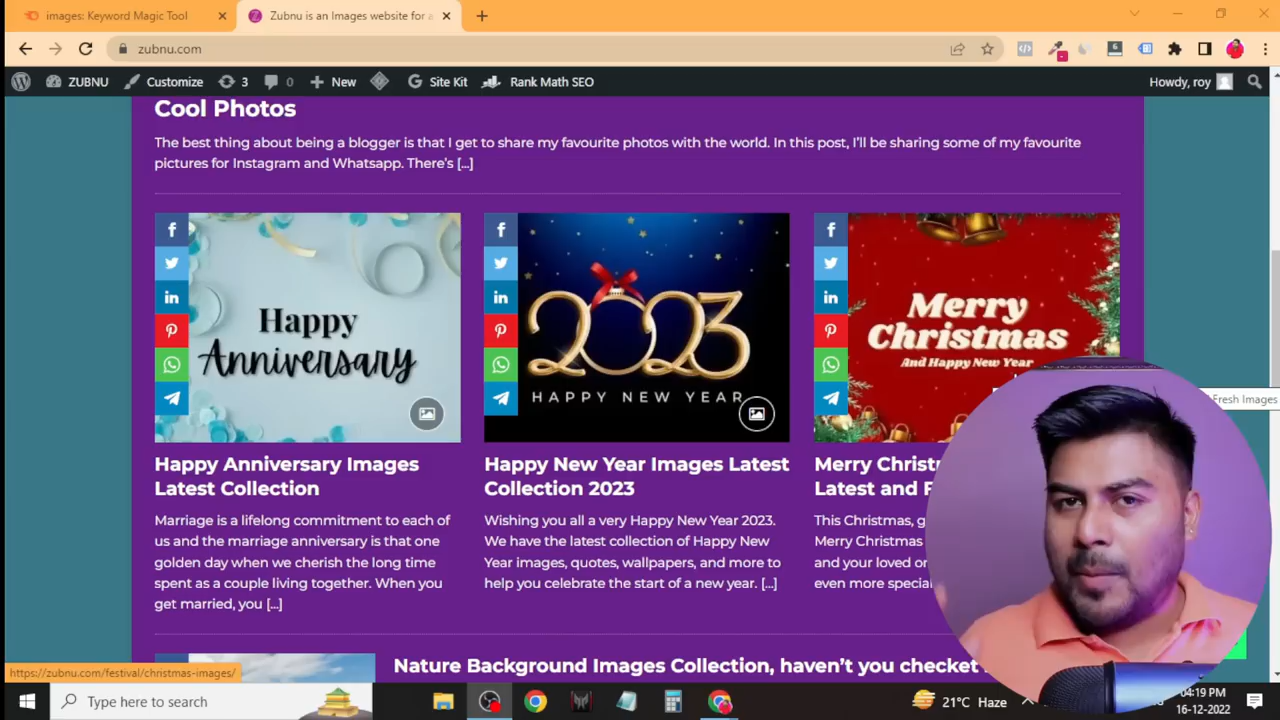 images: Keyword Magic Tool
Zubnu is an Images website for a
zubnu.com
6
ZUBNU
Customize
3
0
New
Site Kit
Rank Math SEO
Howdy, roy
Cool Photos
The best thing about being a blogger is that I get to share my favourite photos with the world. In this post, I'll be sharing some of my favourite
pictures for Instagram and Whatsapp. There's [...]
Happy
Anniversary
2023
HAPPY NEW YEAR
Merry
Christmas
And Happy New Year
Fresh Images
Happy Anniversary Images
Latest Collection
Happy New Year Images Latest
Collection 2023
Merry
Latest and
Marriage is a lifelong commitment to each of
us and the marriage anniversary is that one
golden day when we cherish the long time
spent as a couple living together. When you
get married, you [...]
Wishing you all a very Happy New Year 2023.
We have the latest collection of Happy New
Year images, quotes, wallpapers, and more to
help you celebrate the start of a new year. [...]
This Christmas,
Merry Christmas
and your loved
even more
https://zubnu.com/festival/christmas-images/
Nature Background Images Collection, haven't you checket
Type here to search
21°C Haze
04:19 PM
16-12-2022